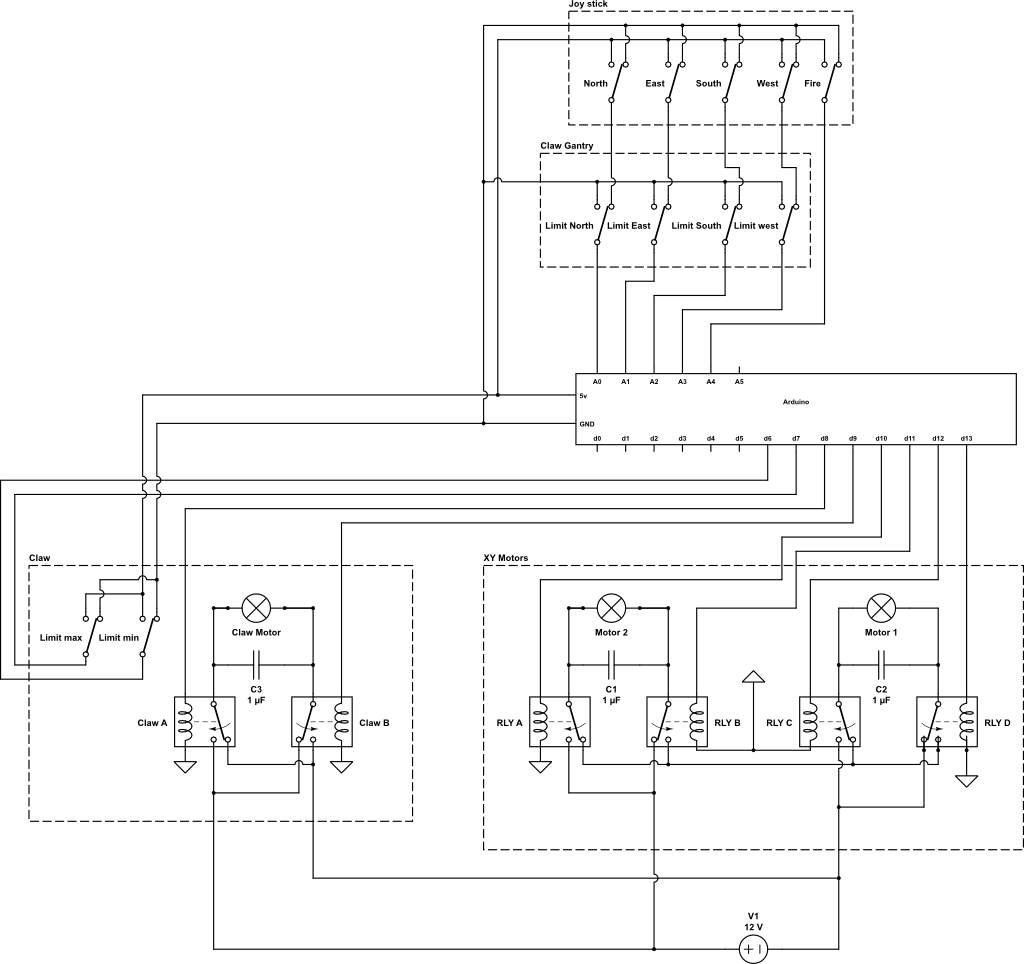 Joy stick
North East South West Fire
Claw Gantry
Limit North Limit East Limit South Limit west
A0 A1 A2 A3 A4 A5
5v
Arduino
GND
d0 d1 d2 d3 d4 d5 d6 d7 d8 d9 d10 d11 d12 d13
Claw
XY Motors
Limit max Limit min
Claw Motor
Motor 2
Motor 1
C3
1 µF
C1
1 µF
C2
1 µF
Claw A
Claw B
RLY A
RLY B
RLY C
RLY D
V1
12 V